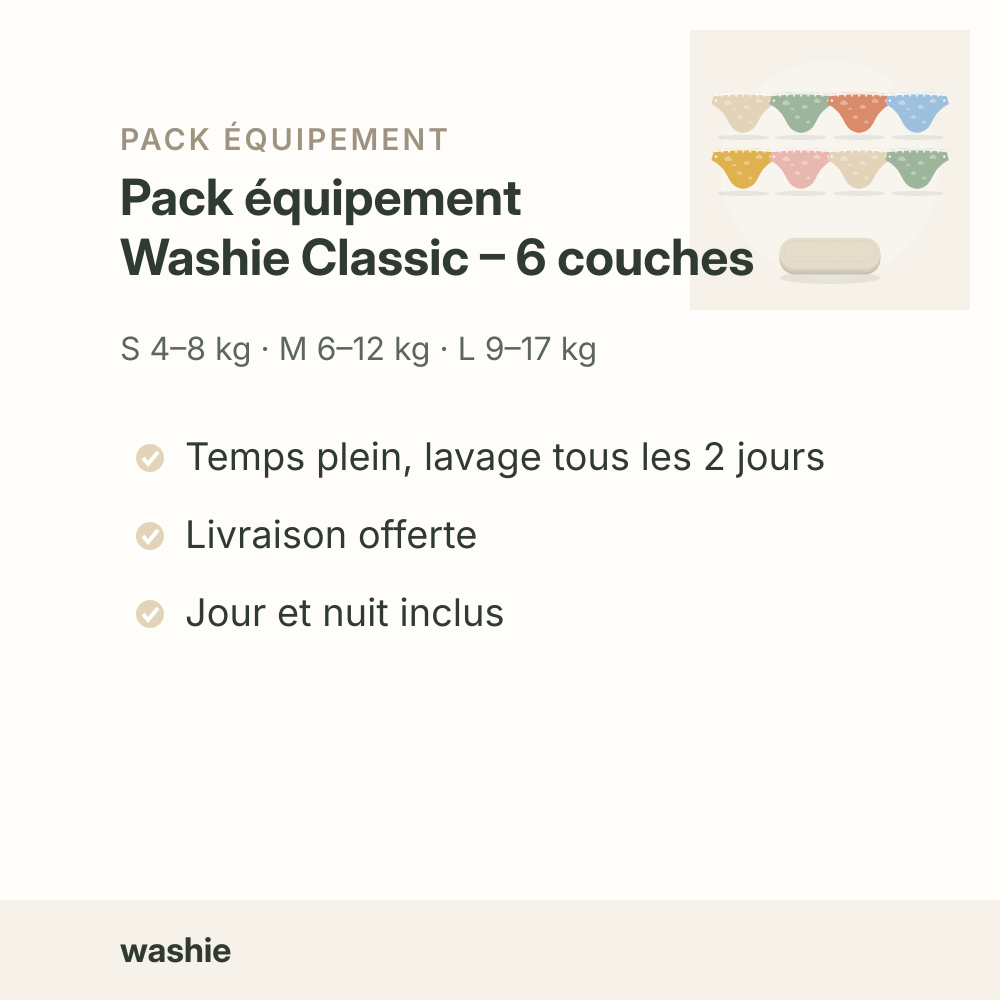 PACK ÉQUIPEMENT
Pack équipement
Washie Classic – 6 couches
S 4–8 kg · M 6–12 kg · L 9–17 kg
Temps plein, lavage tous les 2 jours
Livraison offerte
Jour et nuit inclus
washie